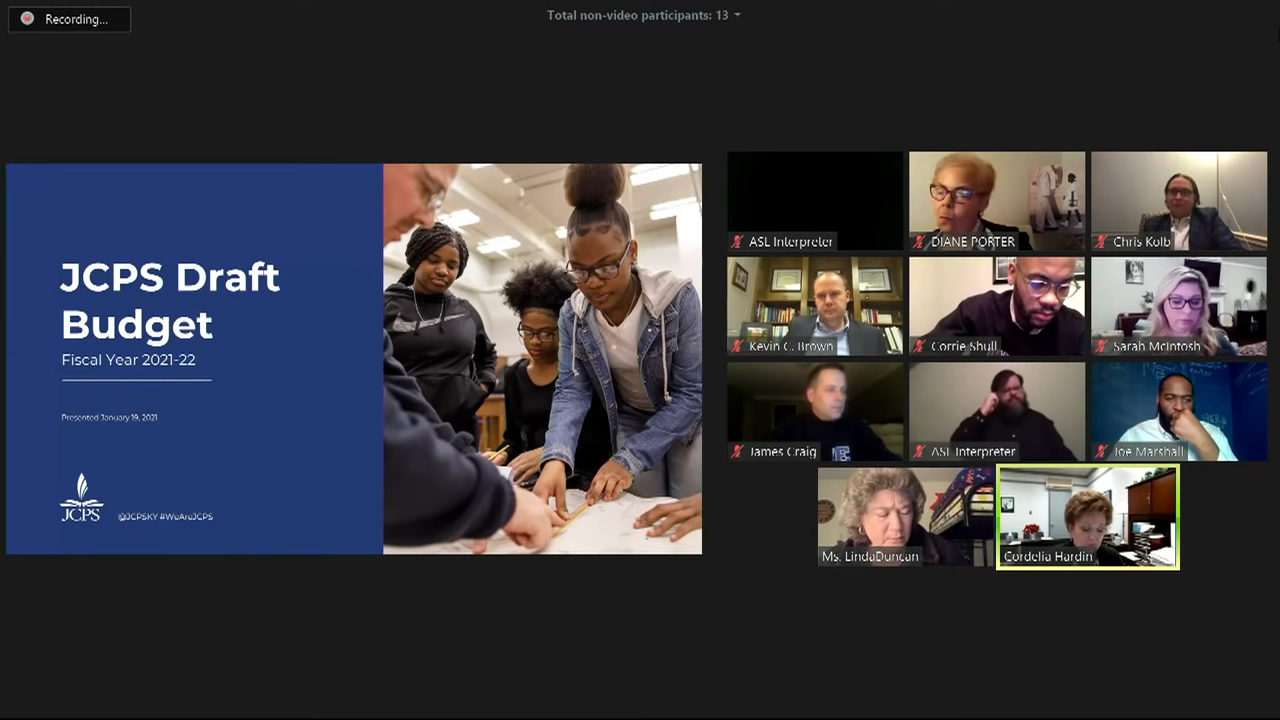 Recording...
Total non-video participants: 13
JCPS Draft
Budget
Fiscal Year 2021-22
Presented January 19, 2021
JCPS
@JCPSKY #WeAreJCPS
ASL Interpreter
DIANE PORTER
Chris Kolb
Kevin C. Brown
Corrie Shull
Sarah McIntosh
James Craig
ASL Interpreter
Joe Marshall
Ms. LindaDuncan
Cordelia Hardin